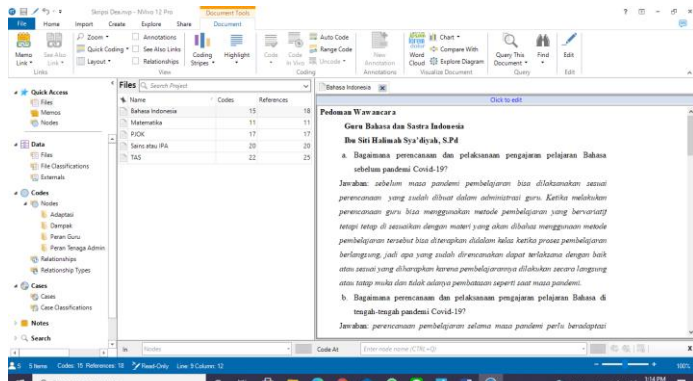 Skripsi Dea.nvp - NVivo 12 Pro
Document Tools
File Home Import Create Explore Share Document
Memo Link
See Also Link
Zoom
Quick Coding
Layout
Annotations
See Also Links
Relationships
Coding Stripes
Highlight
Code
Code In Vivo
Auto Code
Range Code
Uncode
New Annotation
Word Cloud
Chart
Compare With
Explore Diagram
Query This Document
Find
Edit
Links View Coding Annotations Visualize Document Query Edit
Quick Access
Files
Memos
Nodes
Data
Files
File Classifications
Externals
Codes
Nodes
Adaptasi
Dampak
Peran Guru
Peran Tenaga Admin
Relationships
Relationship Types
Cases
Cases
Case Classifications
Notes
Search
Files Search Project
Name Codes References
Bahasa Indonesia 15 18
Matematika 11 11
PJOK 17 17
Sains atau IPA 20 20
TAS 22 25
Bahasa Indonesia
Click to edit
Pedoman Wawancara
Guru Bahasa dan Sastra Indonesia
Ibu Siti Halimah Sya'diyah, S.Pd
a. Bagaimana perencanaan dan pelaksanaan pengajaran pelajaran Bahasa
sebelum pandemi Covid-19?
Jawaban: sebelum masa pandemi pembelajaran bisa dilaksanakan sesuai
perencanaan yang sudah dibuat dalam administrasi guru. Ketika melakukan
perencanaan guru bisa menggunakan metode pembelajaran yang bervariatif
tetapi tetap di sesuaikan dengan materi yang akan dibahas menggunaan metode
pembelajaran tersebut bisa diterapkan didalam kelas ketika proses pembelajaran
berlangsung, jadi apa yang sudah direncanakan dapat terlaksana dengan baik
atau sesuai yang diharapkan karena pembelajarannya dilakukan secara langsung
atau tatap muka dan tidak adanya pembatasan seperti saat masa pandemi.
b. Bagaimana perencanaan dan pelaksanaan pengajaran pelajaran Bahasa di
tengah-tengah pandemi Covid-19?
Jawaban: perencanaan pembelajaran selama masa pandemi perlu beradaptasi
In Nodes
Code At Enter node name (CTRL+Q)
5 5 Items Codes: 15 References: 18 Read-Only Line: 9 Column: 12 100%
1:14 PM